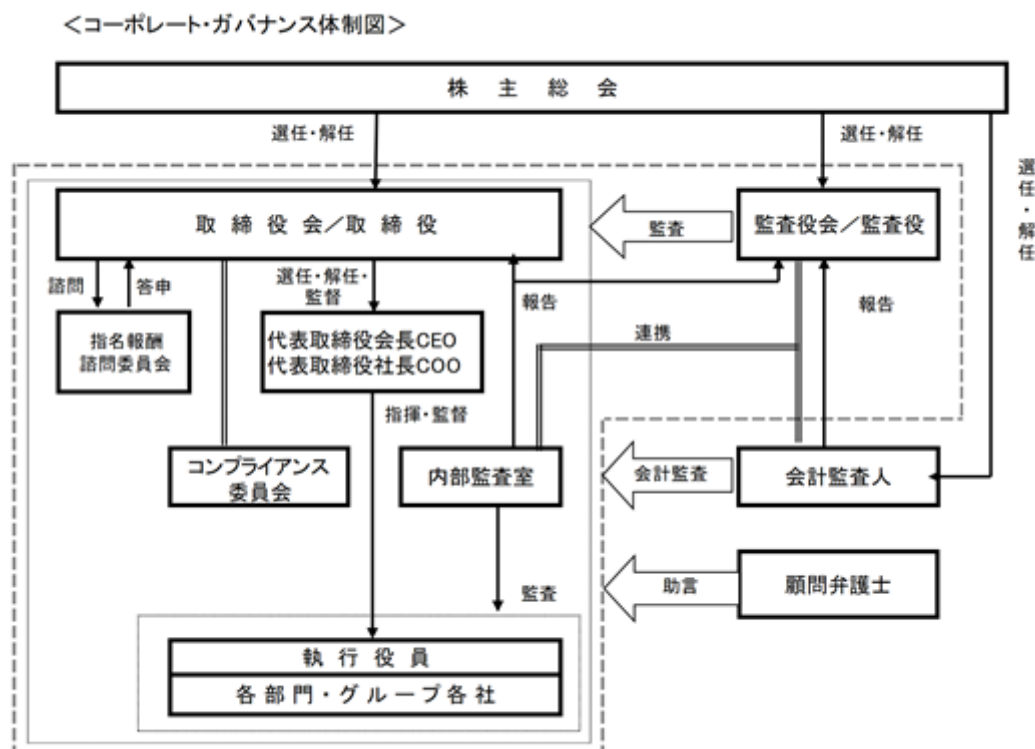 ＜コーポレート・ガバナンス体制図＞
株主総会
選任・解任
選任・解任
選任・解任
取締役会／取締役
監査
監査役会／監査役
諮問
答申
選任・解任・
監督
報告
報告
指名報酬
諮問委員会
代表取締役会長CEO
代表取締役社長COO
連携
指揮・監督
コンプライアンス
委員会
内部監査室
会計監査
会計監査人
監査
助言
顧問弁護士
執行役員
各部門・グループ各社